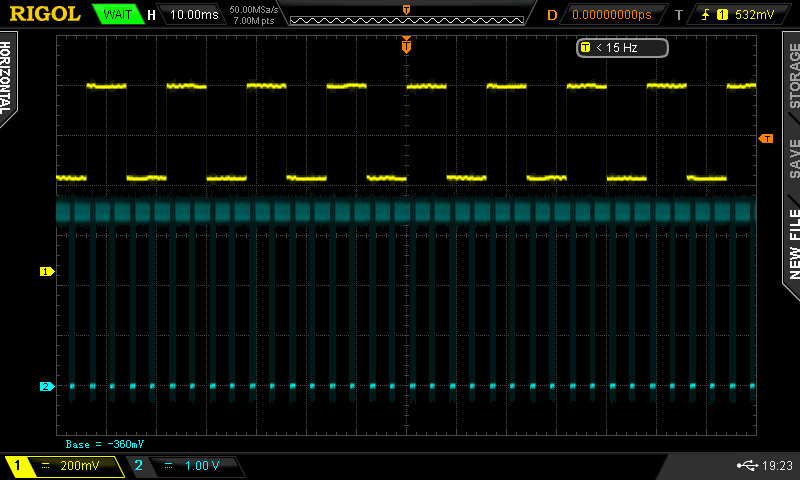 RIGOL WAIT H 10.00ms 50.00MSa/s 7.00M pts T D 0.00000000ps T 1 532mV
HORIZONTAL
T
T < 15 Hz
STORAGE
T
SAVE
NEW FILE
1
2
Base = -360mV
1 200mV 2 1.00 V 19:23